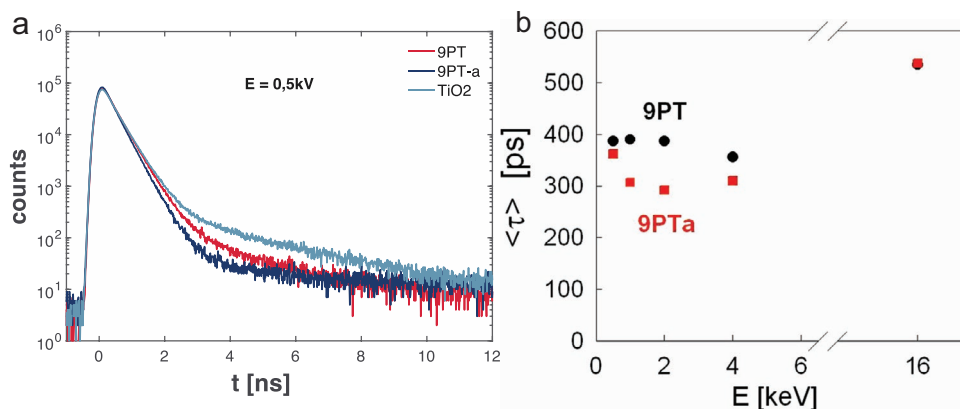 a
counts
10^6
10^5
10^4
10^3
10^2
10^1
10^0
9PT
9PT-a
TiO2
E = 0,5kV
0
2
4
6
8
10
12
t [ns]
b
<τ> [ps]
600
500
400
300
200
100
0
9PT
9PTa
0
2
4
6
16
E [keV]